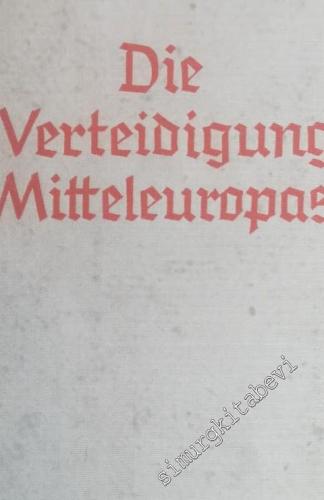 Die
Verteidigung
Mitteleuropas
simurgkitabevi